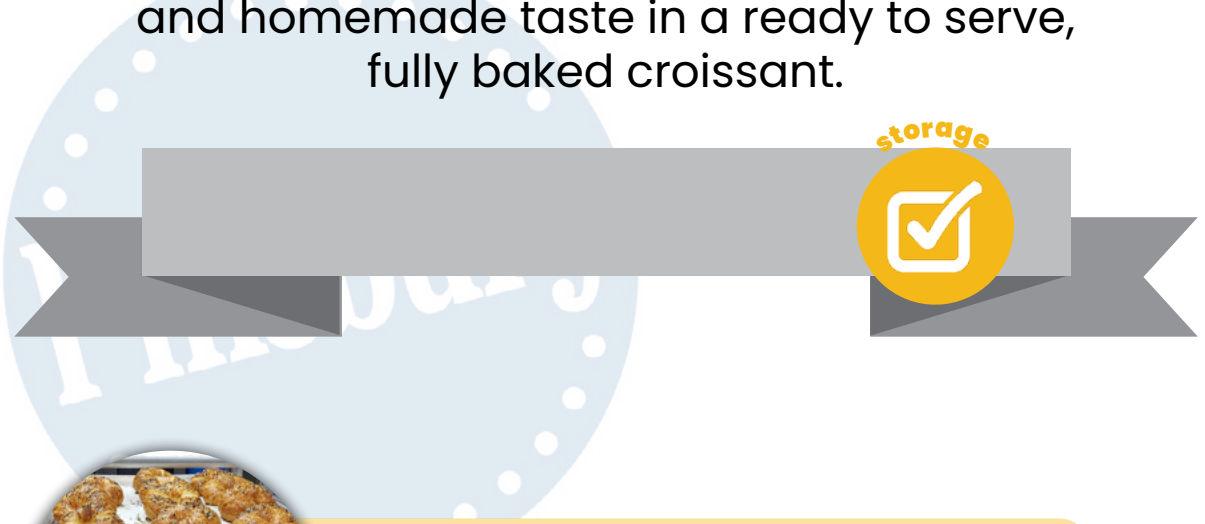 and homemade taste in a ready to serve,
fully baked croissant.
storage